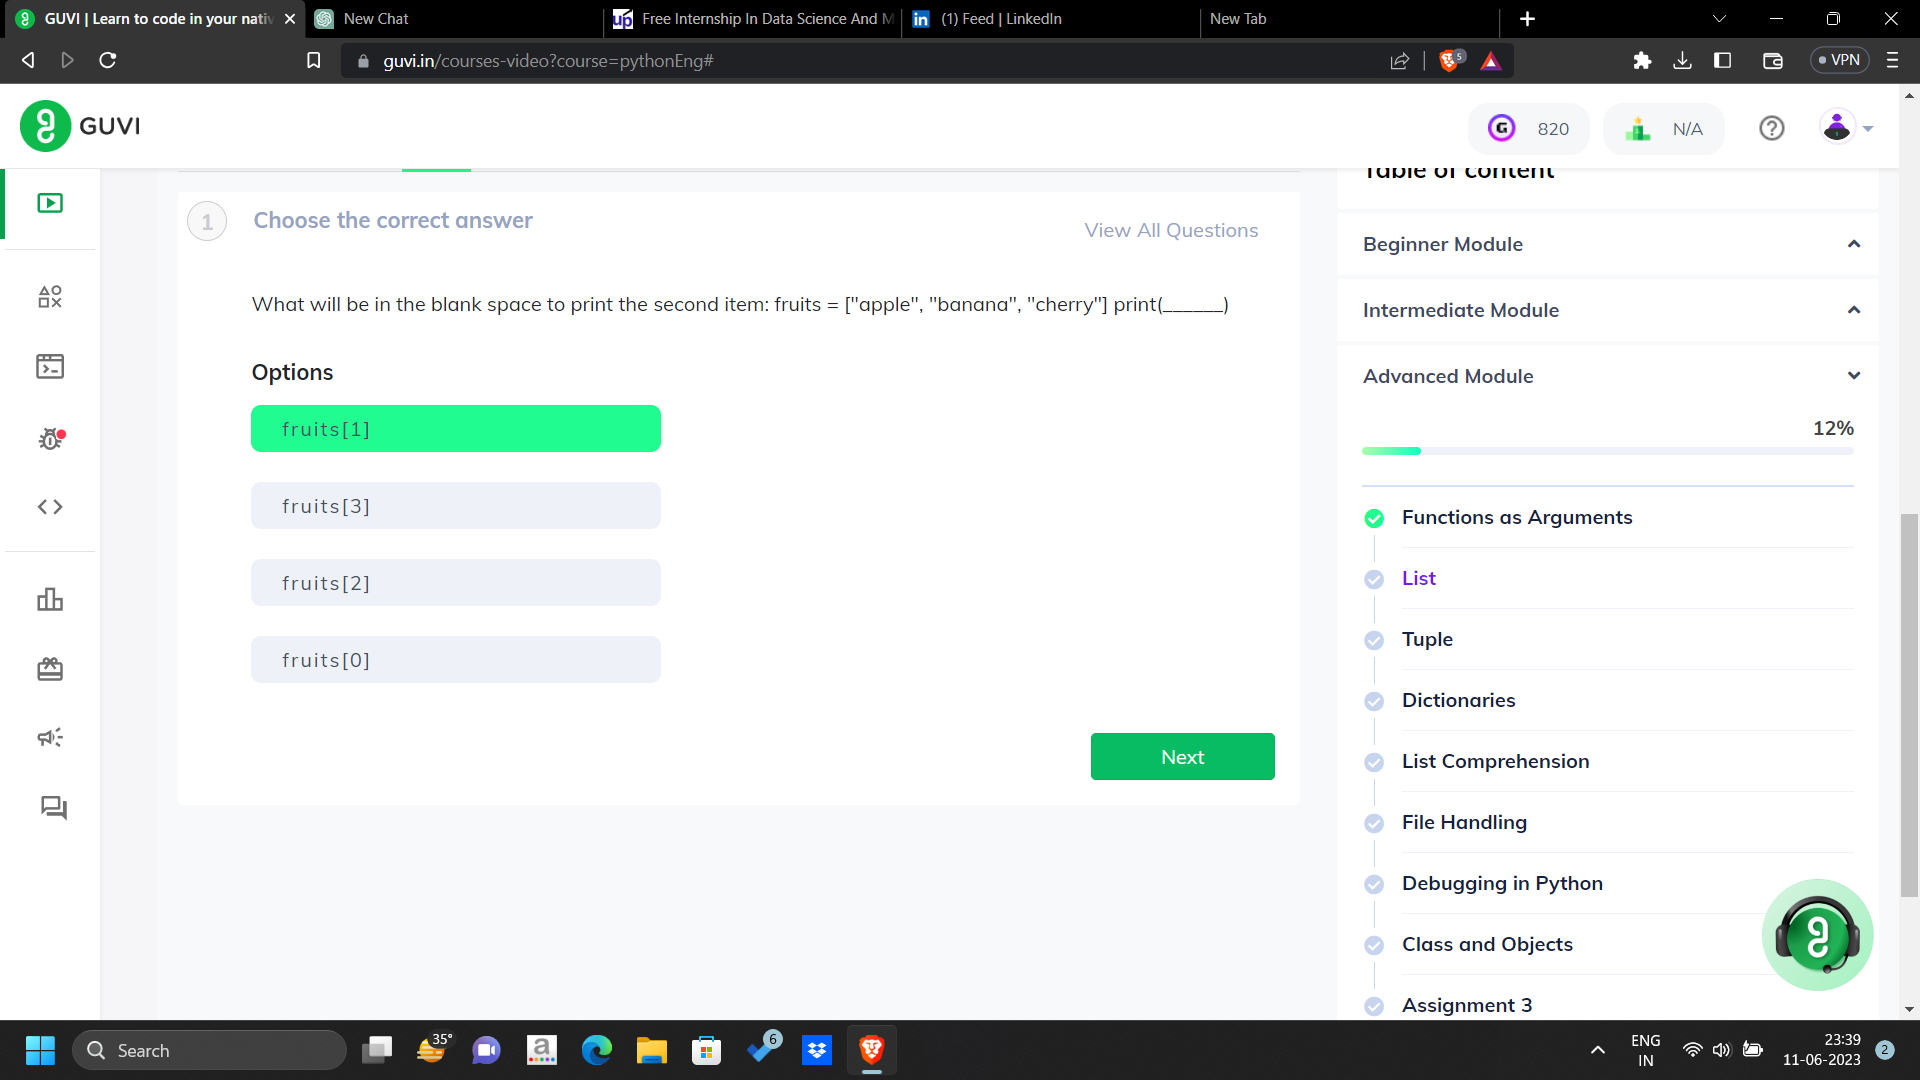 GUVI | Learn to code in your nativ
New Chat
Free Internship In Data Science And M
(1) Feed | LinkedIn
New Tab
guvi.in/courses-video?course=pythonEng#
5
VPN
GUVI
820
N/A
Table of content
1
Choose the correct answer
View All Questions
What will be in the blank space to print the second item: fruits = ["apple", "banana", "cherry"] print(______)
Options
fruits[1]
fruits[3]
fruits[2]
fruits[0]
Next
Beginner Module
Intermediate Module
Advanced Module
12%
Functions as Arguments
List
Tuple
Dictionaries
List Comprehension
File Handling
Debugging in Python
Class and Objects
Assignment 3
Search
35°
6
ENG
IN
23:39
11-06-2023
2